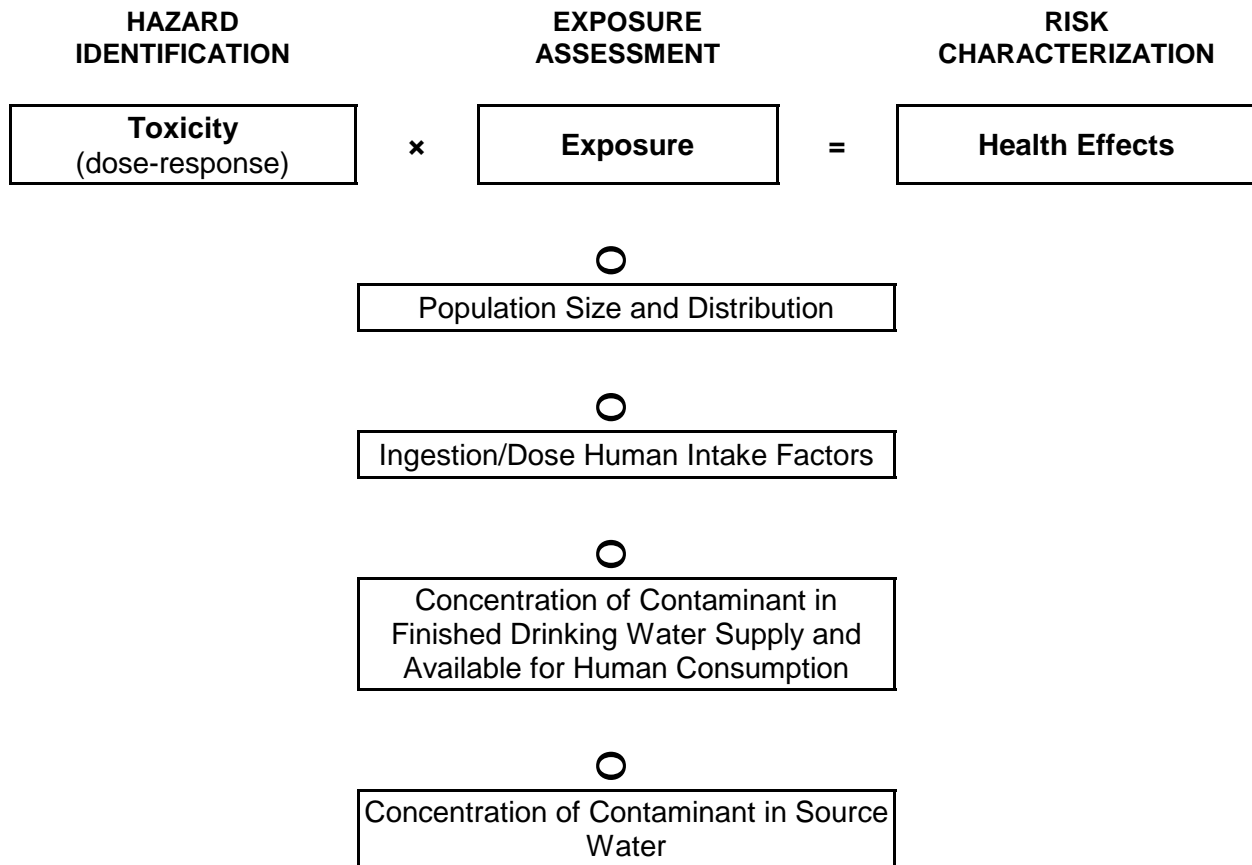 HAZARD IDENTIFICATION
EXPOSURE ASSESSMENT
RISK CHARACTERIZATION
Toxicity
(dose-response)
×
Exposure
=
Health Effects
O
Population Size and Distribution
O
Ingestion/Dose Human Intake Factors
O
Concentration of Contaminant in
Finished Drinking Water Supply and
Available for Human Consumption
O
Concentration of Contaminant in Source
Water